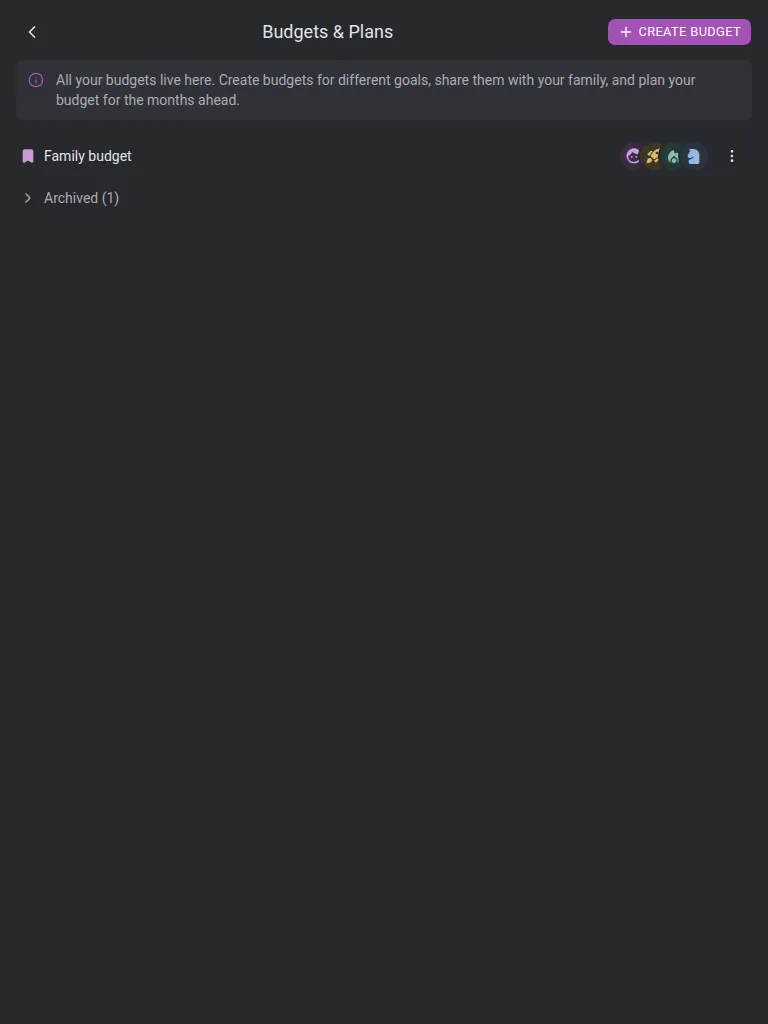 Budgets & Plans
CREATE BUDGET
All your budgets live here. Create budgets for different goals, share them with your family, and plan your
budget for the months ahead.
Family budget
Archived (1)